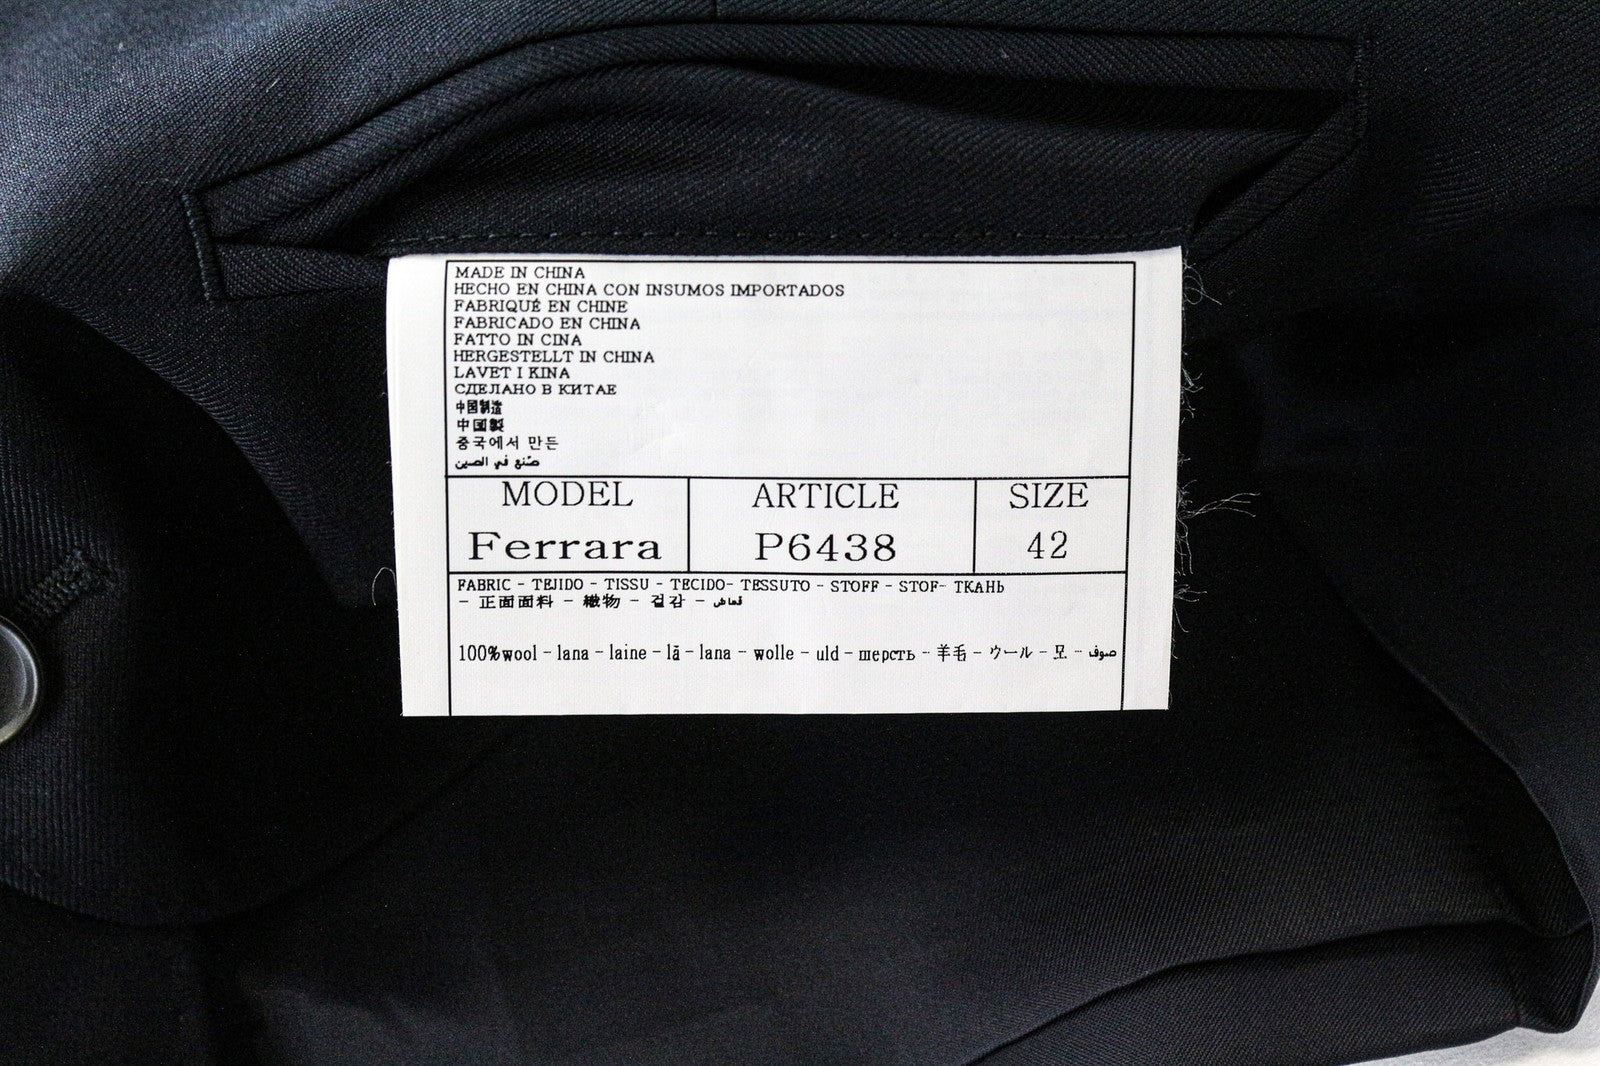 MADE IN CHINA
HECHO EN CHINA CON INSUMOS IMPORTADOS
FABRIQUÉ EN CHINE
FABRICADO EN CHINA
FATTO IN CINA
HERGESTELLT IN CHINA
LAVET I KINA
СДЕЛАНО В КИТАЕ
中国制造
中国製
중국에서 만든
صنع في الصين
MODEL ARTICLE SIZE
Ferrara P6438 42
FABRIC - TEJIDO - TISSU - TECIDO- TESSUTO - STOFF - STOF- ТКАНЬ
- 正面面料 - 織物 - 겉감 - قماش
100%wool - lana - laine - lã - lana - wolle - uld - шерсть - 羊毛 - ウール - 모 - صوف